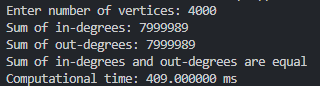 Enter number of vertices: 4000
Sum of in-degrees: 7999989
Sum of out-degrees: 7999989
Sum of in-degrees and out-degrees are equal
Computational time: 409.000000 ms